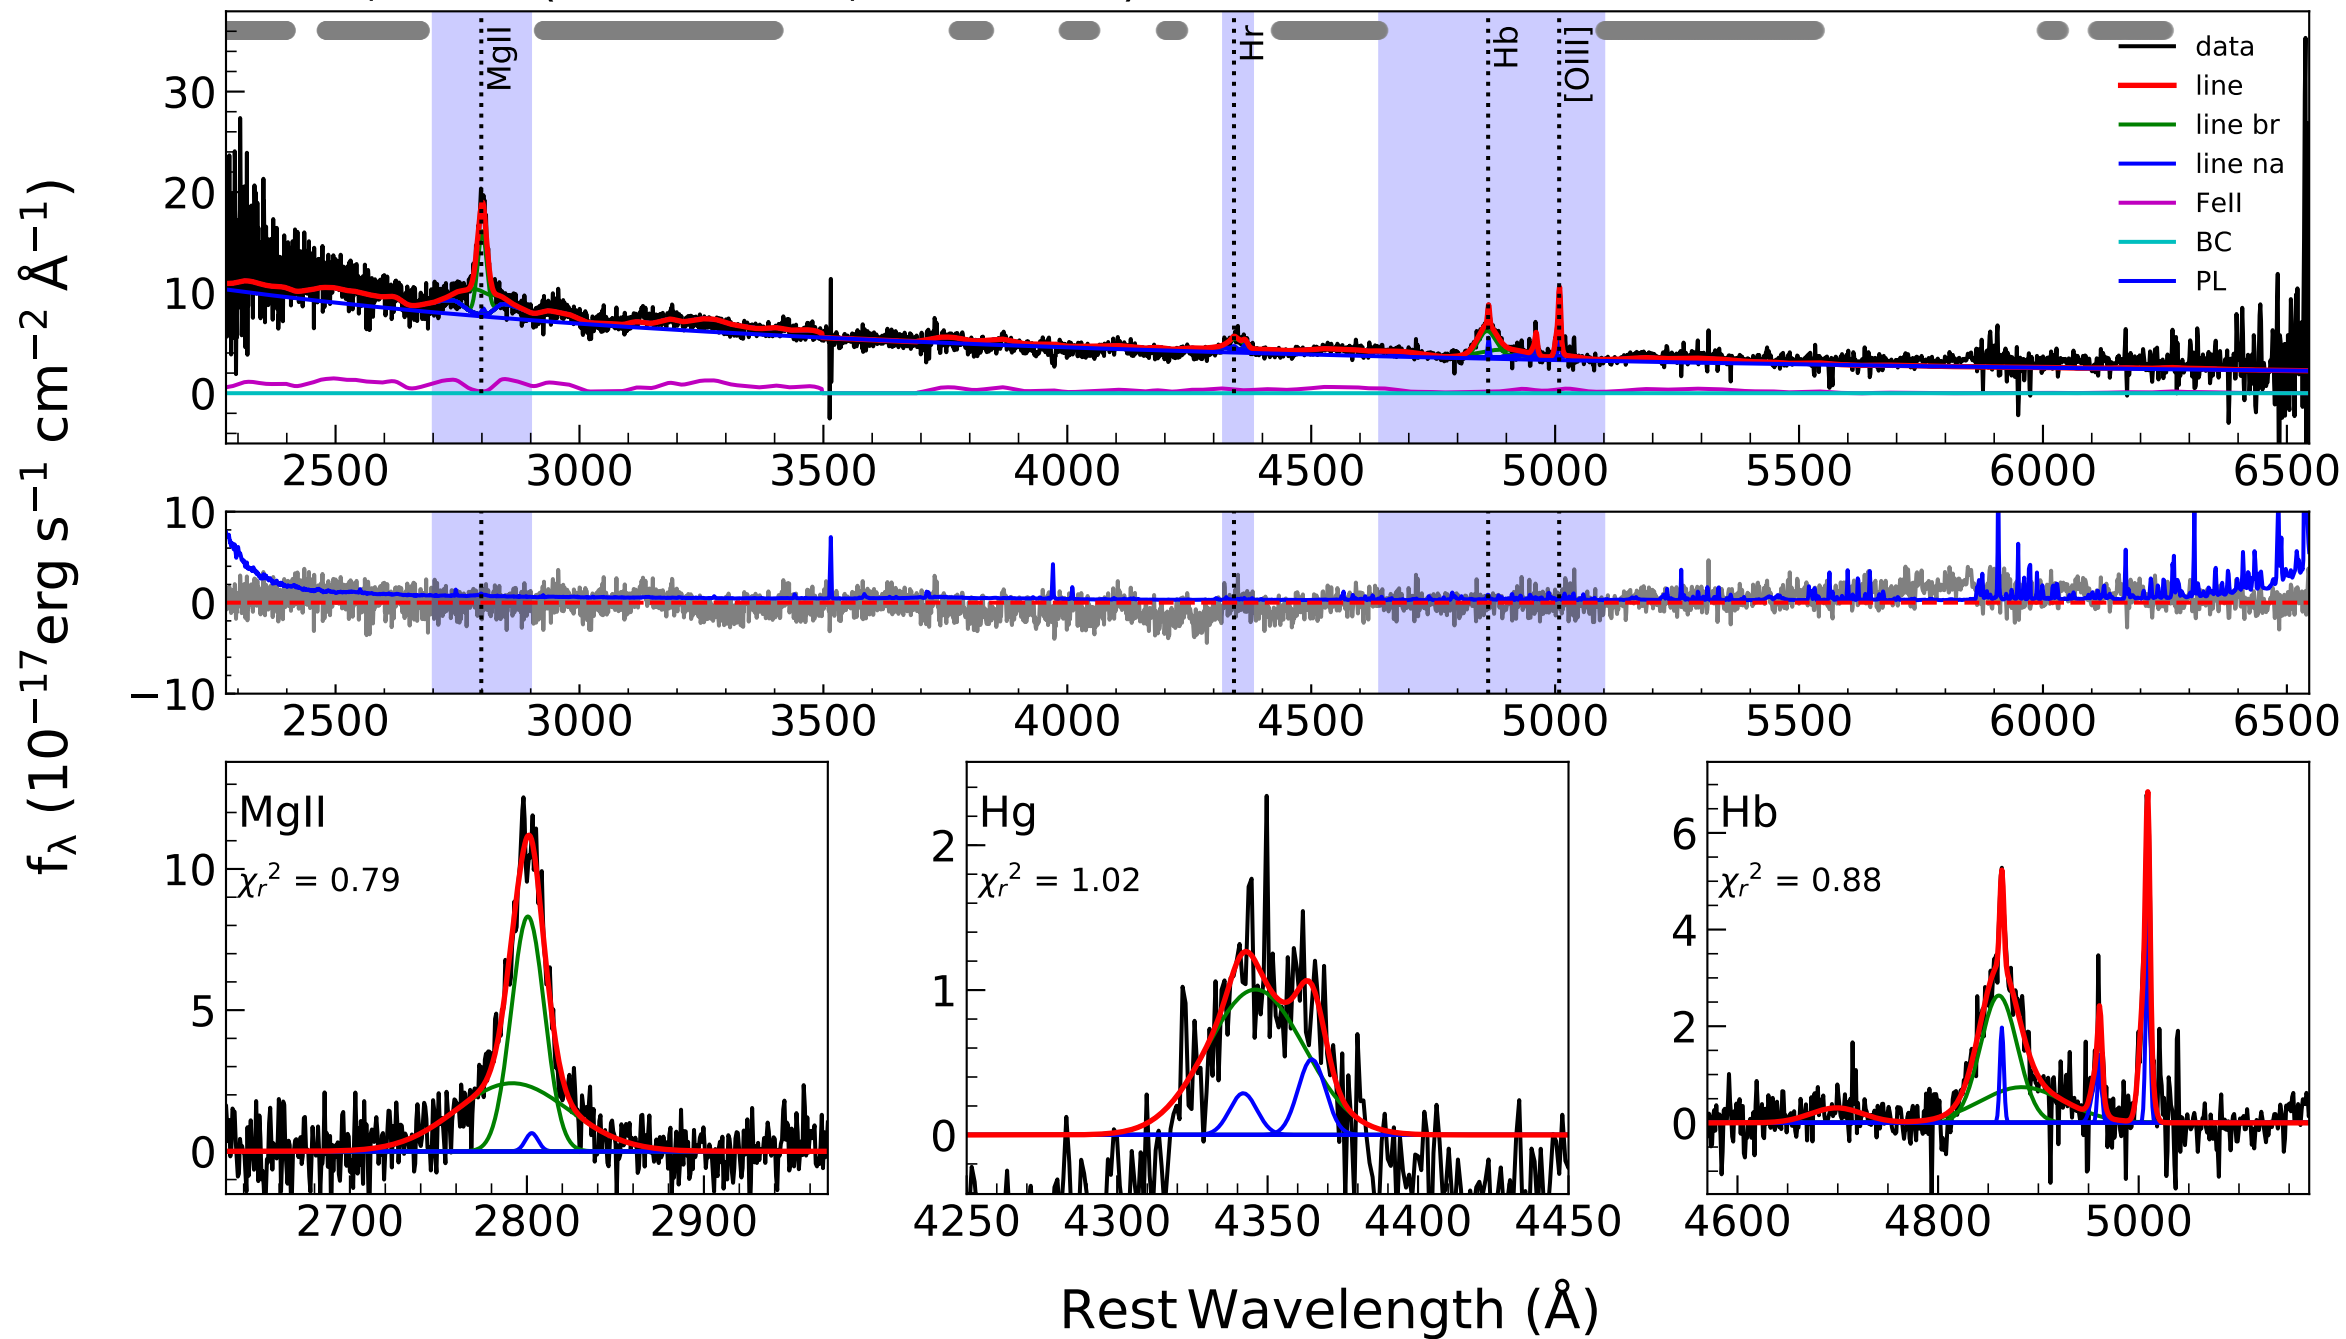 MgII
Hr
Hb
[OIII]
data
line
line br
line na
FeII
BC
PL
30
20
10
0
2500 3000 3500 4000 4500 5000 5500 6000 6500
10
0
−10
2500 3000 3500 4000 4500 5000 5500 6000 6500
f_λ (10^−17 erg s^−1 cm^−2 Å^−1)
MgII
χ_r^2 = 0.79
10
5
0
2700 2800 2900
Hg
χ_r^2 = 1.02
2
1
0
4250 4300 4350 4400 4450
Hb
χ_r^2 = 0.88
6
4
2
0
4600 4800 5000
Rest Wavelength (Å)